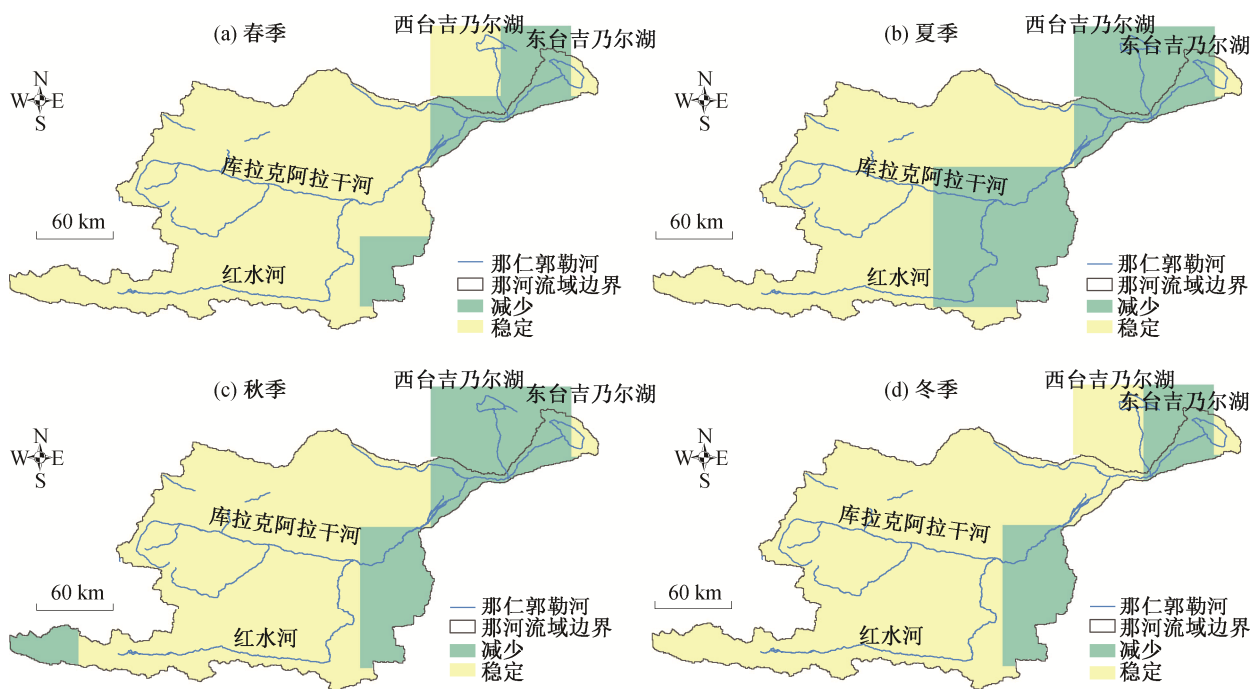 (a) 春季
西台吉乃尔湖
东台吉乃尔湖
N
W E
S
库拉克阿拉干河
60 km
红水河
那仁郭勒河
那河流域边界
减少
稳定
(b) 夏季
西台吉乃尔湖
东台吉乃尔湖
N
W E
S
库拉克阿拉干河
60 km
红水河
那仁郭勒河
那河流域边界
减少
稳定
(c) 秋季
西台吉乃尔湖
东台吉乃尔湖
N
W E
S
库拉克阿拉干河
60 km
红水河
那仁郭勒河
那河流域边界
减少
稳定
(d) 冬季
西台吉乃尔湖
东台吉乃尔湖
N
W E
S
库拉克阿拉干河
60 km
红水河
那仁郭勒河
那河流域边界
减少
稳定